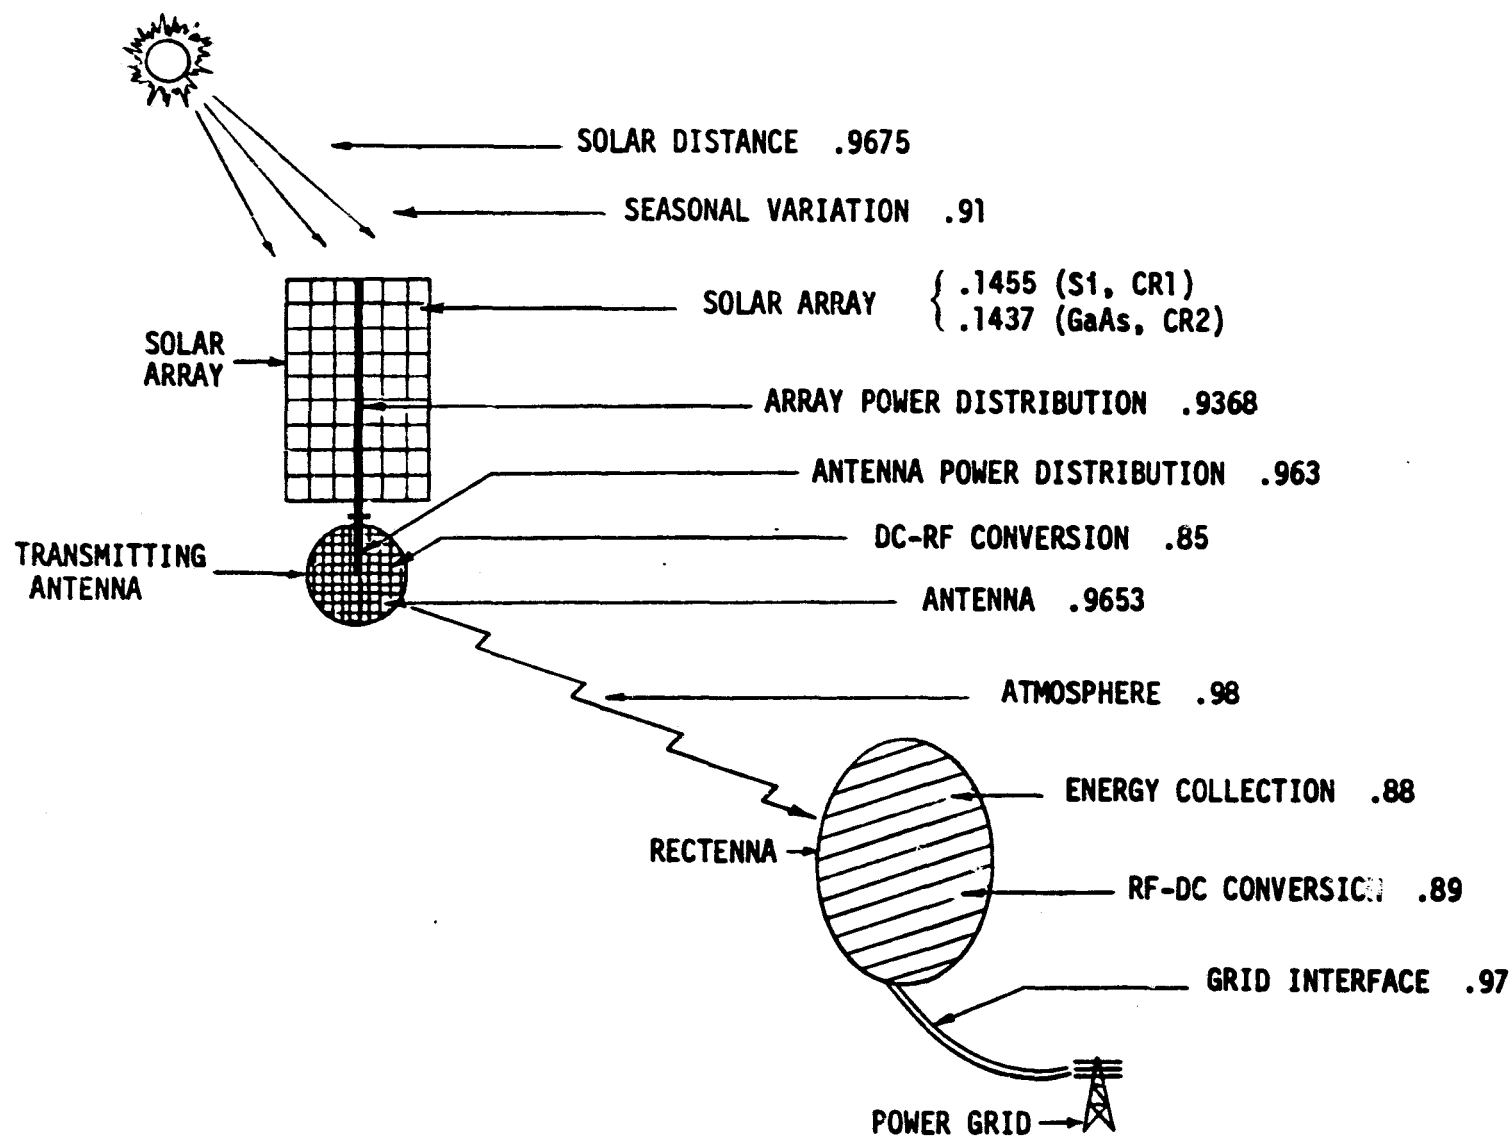 SOLAR DISTANCE .9675
SEASONAL VARIATION .91
SOLAR ARRAY { .1455 (Si, CR1)
.1437 (GaAs, CR2)
SOLAR
ARRAY
ARRAY POWER DISTRIBUTION .9368
ANTENNA POWER DISTRIBUTION .963
DC-RF CONVERSION .85
TRANSMITTING
ANTENNA
ANTENNA .9653
ATMOSPHERE .98
ENERGY COLLECTION .88
RECTENNA
RF-DC CONVERSION .89
GRID INTERFACE .97
POWER GRID